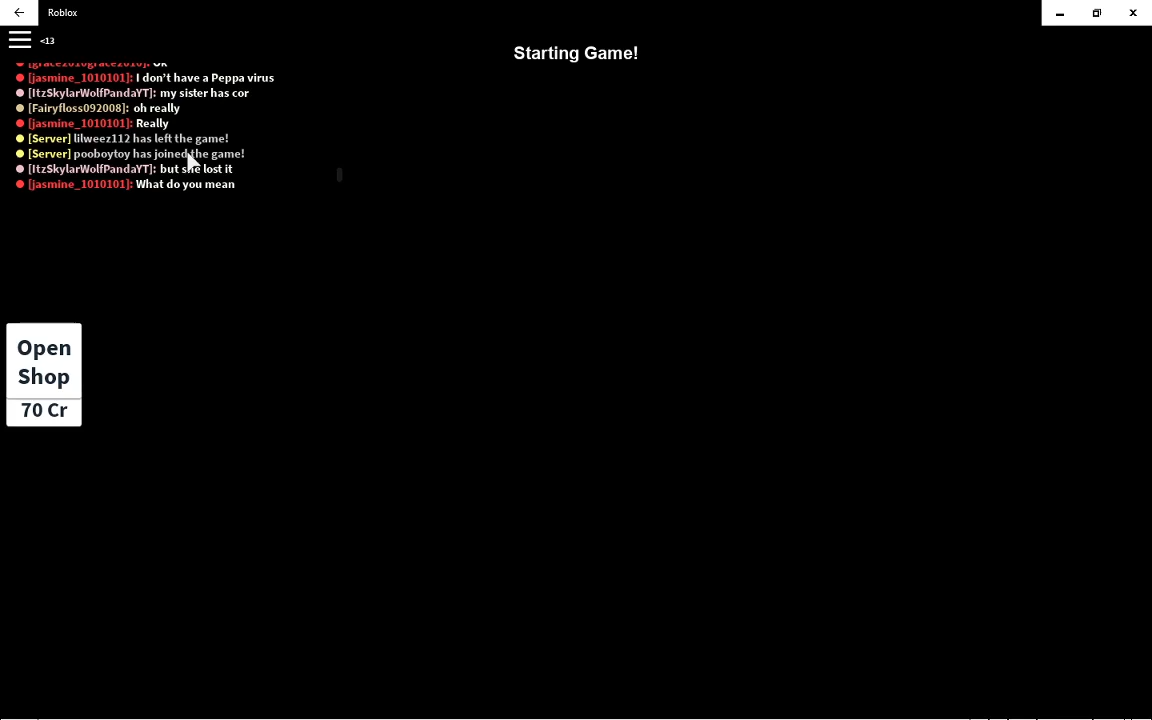 Roblox
<13
Starting Game!
[grace2010grace2010]: Ok
[jasmine_1010101]: I don't have a Peppa virus
[ItzSkylarWolfPandaYT]: my sister has cor
[Fairyfloss092008]: oh really
[jasmine_1010101]: Really
[Server] lilweez112 has left the game!
[Server] pooboytoy has joined the game!
[ItzSkylarWolfPandaYT]: but she lost it
[jasmine_1010101]: What do you mean
Open
Shop
70 Cr